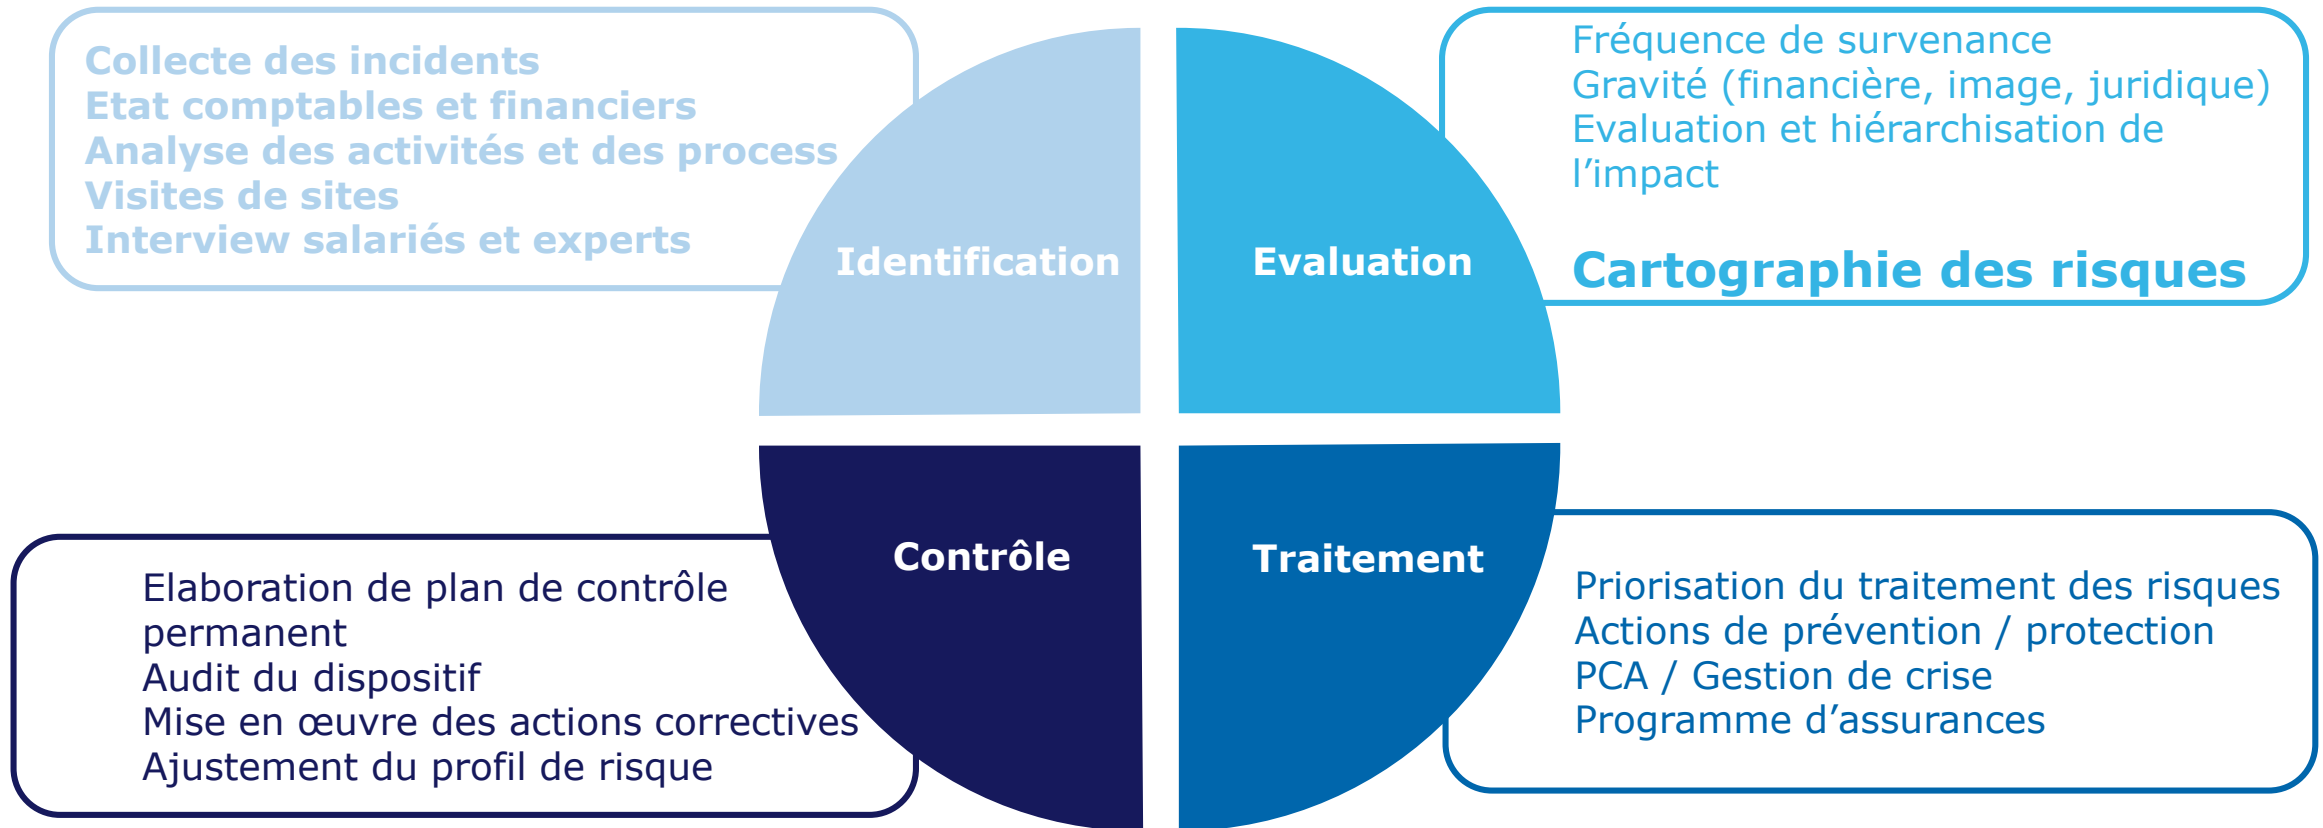 Collecte des incidents
Etat comptables et financiers
Analyse des activités et des process
Visites de sites
Interview salariés et experts
Identification
Evaluation
Fréquence de survenance
Gravité (financière, image, juridique)
Evaluation et hiérarchisation de
l’impact
Cartographie des risques
Contrôle
Elaboration de plan de contrôle
permanent
Audit du dispositif
Mise en œuvre des actions correctives
Ajustement du profil de risque
Traitement
Priorisation du traitement des risques
Actions de prévention / protection
PCA / Gestion de crise
Programme d’assurances